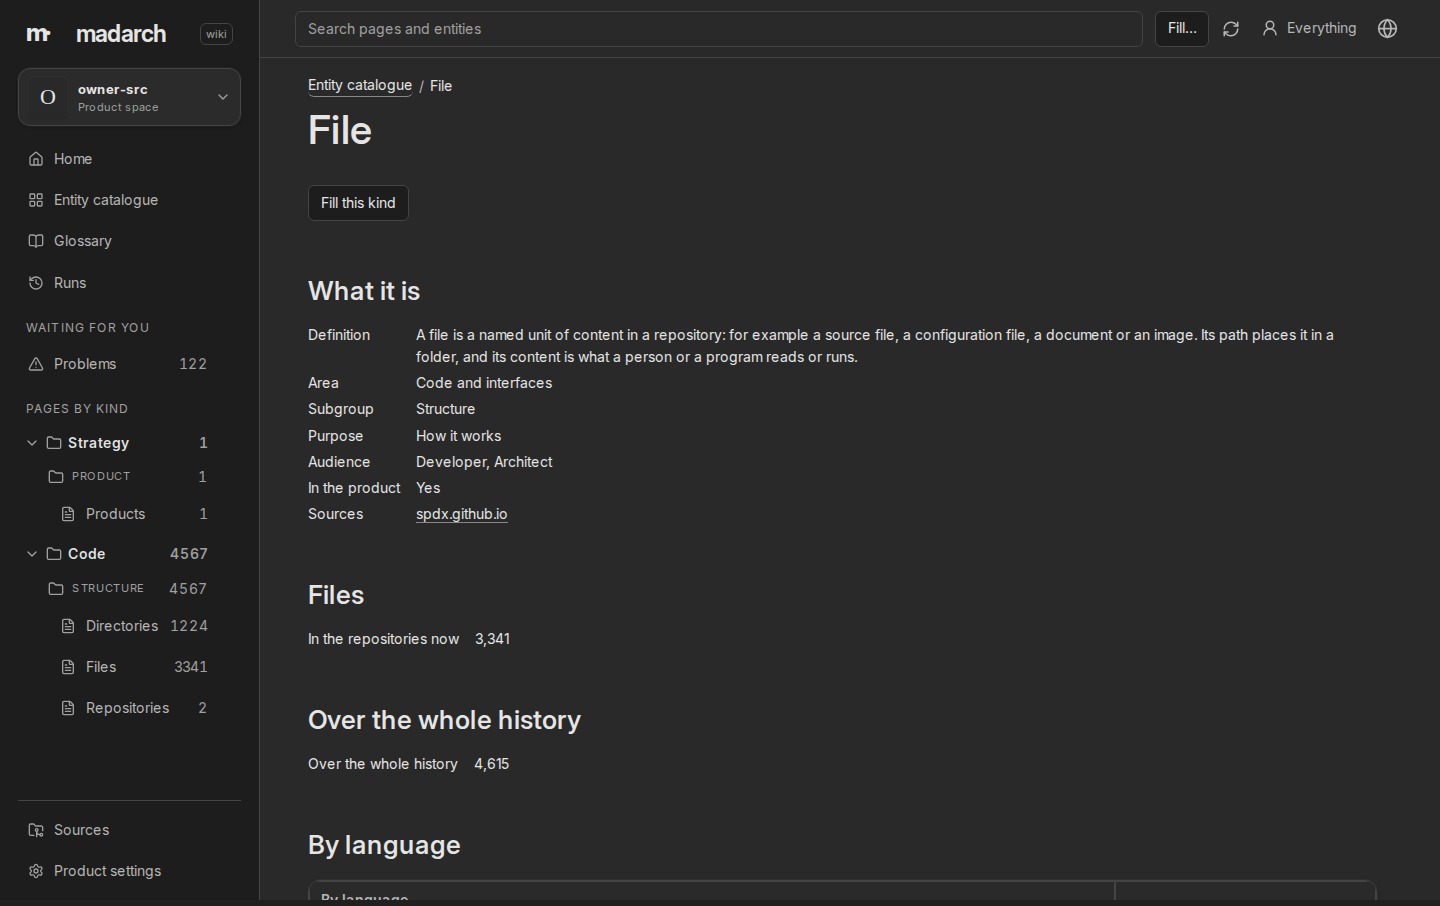 m madarch wiki
owner-src
O
Product space
Home
Entity catalogue
Glossary
Runs
WAITING FOR YOU
Problems 122
PAGES BY KIND
Strategy 1
PRODUCT 1
Products 1
Code 4567
STRUCTURE 4567
Directories 1224
Files 3341
Repositories 2
Sources
Product settings
Search pages and entities
Fill...
Everything
Entity catalogue / File
File
Fill this kind
What it is
Definition A file is a named unit of content in a repository: for example a source file, a configuration file, a document or an image. Its path places it in a
folder, and its content is what a person or a program reads or runs.
Area Code and interfaces
Subgroup Structure
Purpose How it works
Audience Developer, Architect
In the product Yes
Sources spdx.github.io
Files
In the repositories now 3,341
Over the whole history
Over the whole history 4,615
By language
By language